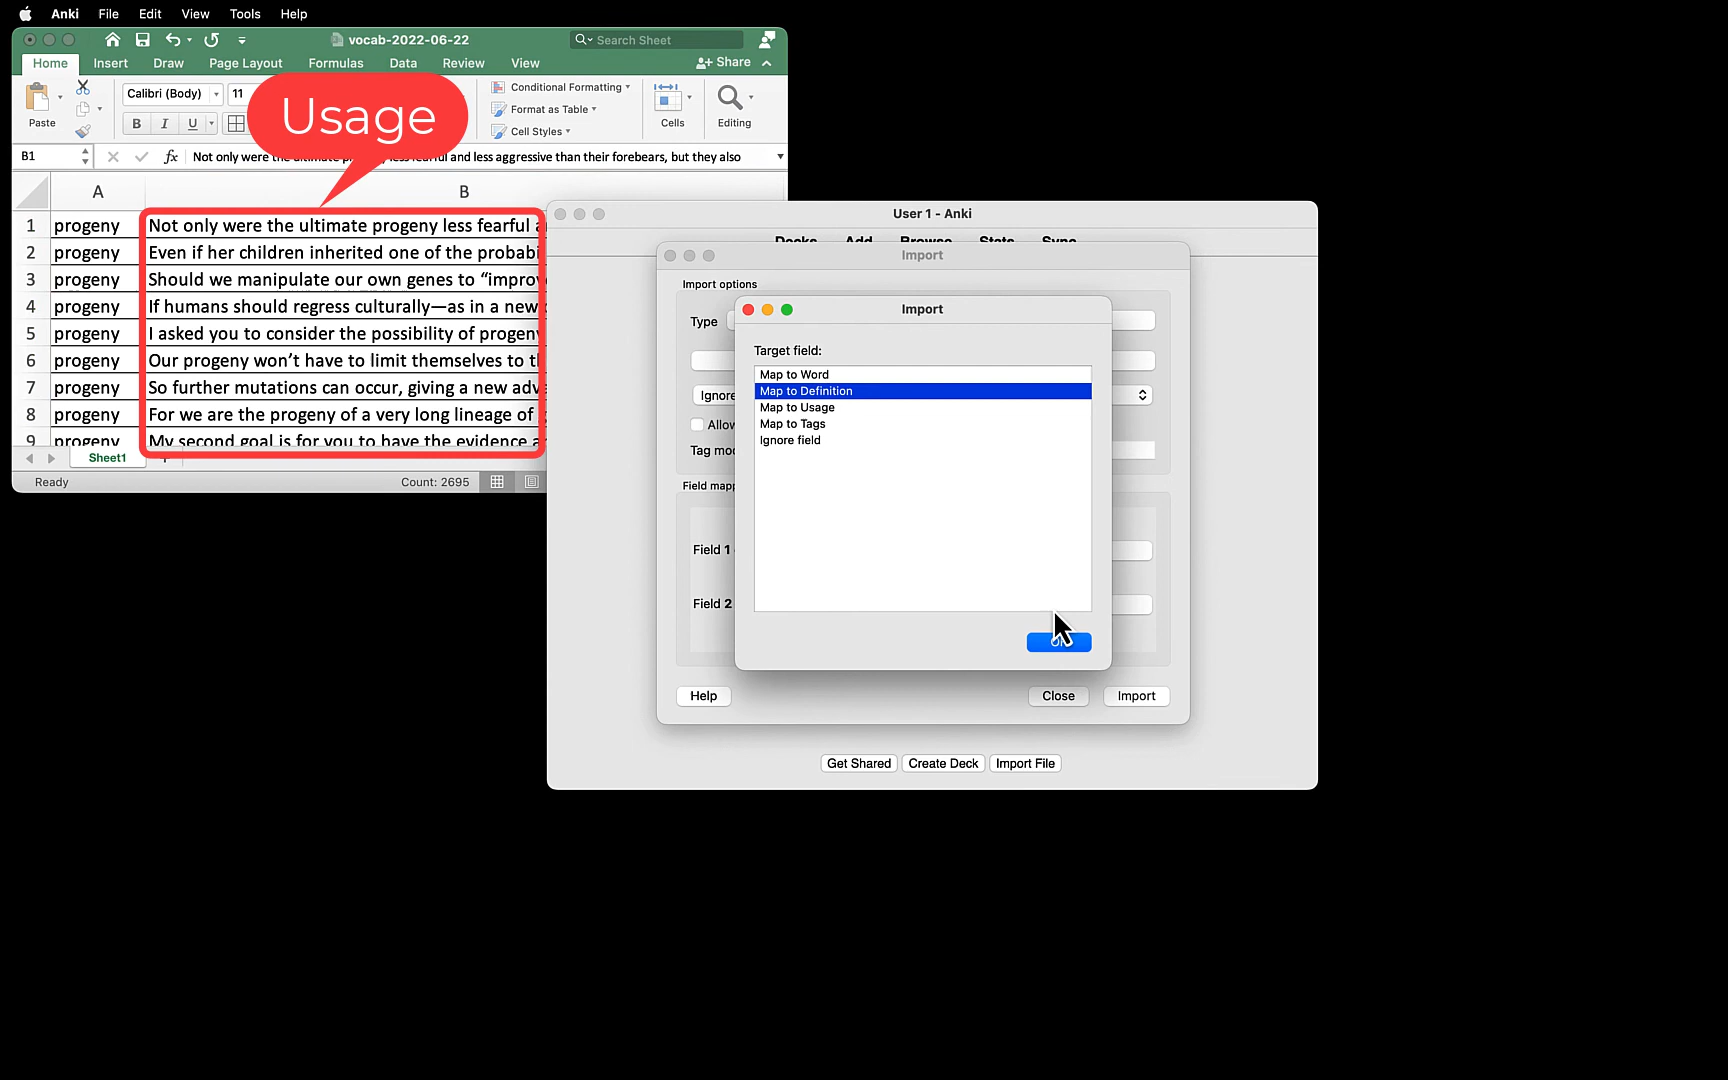 Anki File Edit View Tools Help
vocab-2022-06-22
Search Sheet
Home Insert Draw Page Layout Formulas Data Review View
Share
Paste
Calibri (Body) 11
B I U
Conditional Formatting
Format as Table
Cell Styles
Cells
Editing
Usage
B1
fx Not only were the ultimate and less aggressive than their forebears, but they also
A B
1 progeny Not only were the ultimate progeny less fearful
2 progeny Even if her children inherited one of the
3 progeny Should we manipulate our own genes to
4 progeny If humans should regress culturally—as in a new
5 progeny I asked you to consider the possibility of progeny
6 progeny Our progeny won’t have to limit themselves to
7 progeny So further mutations can occur, giving a new
8 progeny For we are the progeny of a very long lineage of
9 progeny My second goal is for you to have the evidence
Sheet1
Ready Count: 2695
User 1 - Anki
Decks Add Browse Stats Sync
Import
Import options
Type
Ignore
Tag
Field
Field 1
Field 2
Help Close Import
Import
Target field:
Map to Word
Map to Definition
Map to Usage
Map to Tags
Ignore field
Get Shared Create Deck Import File